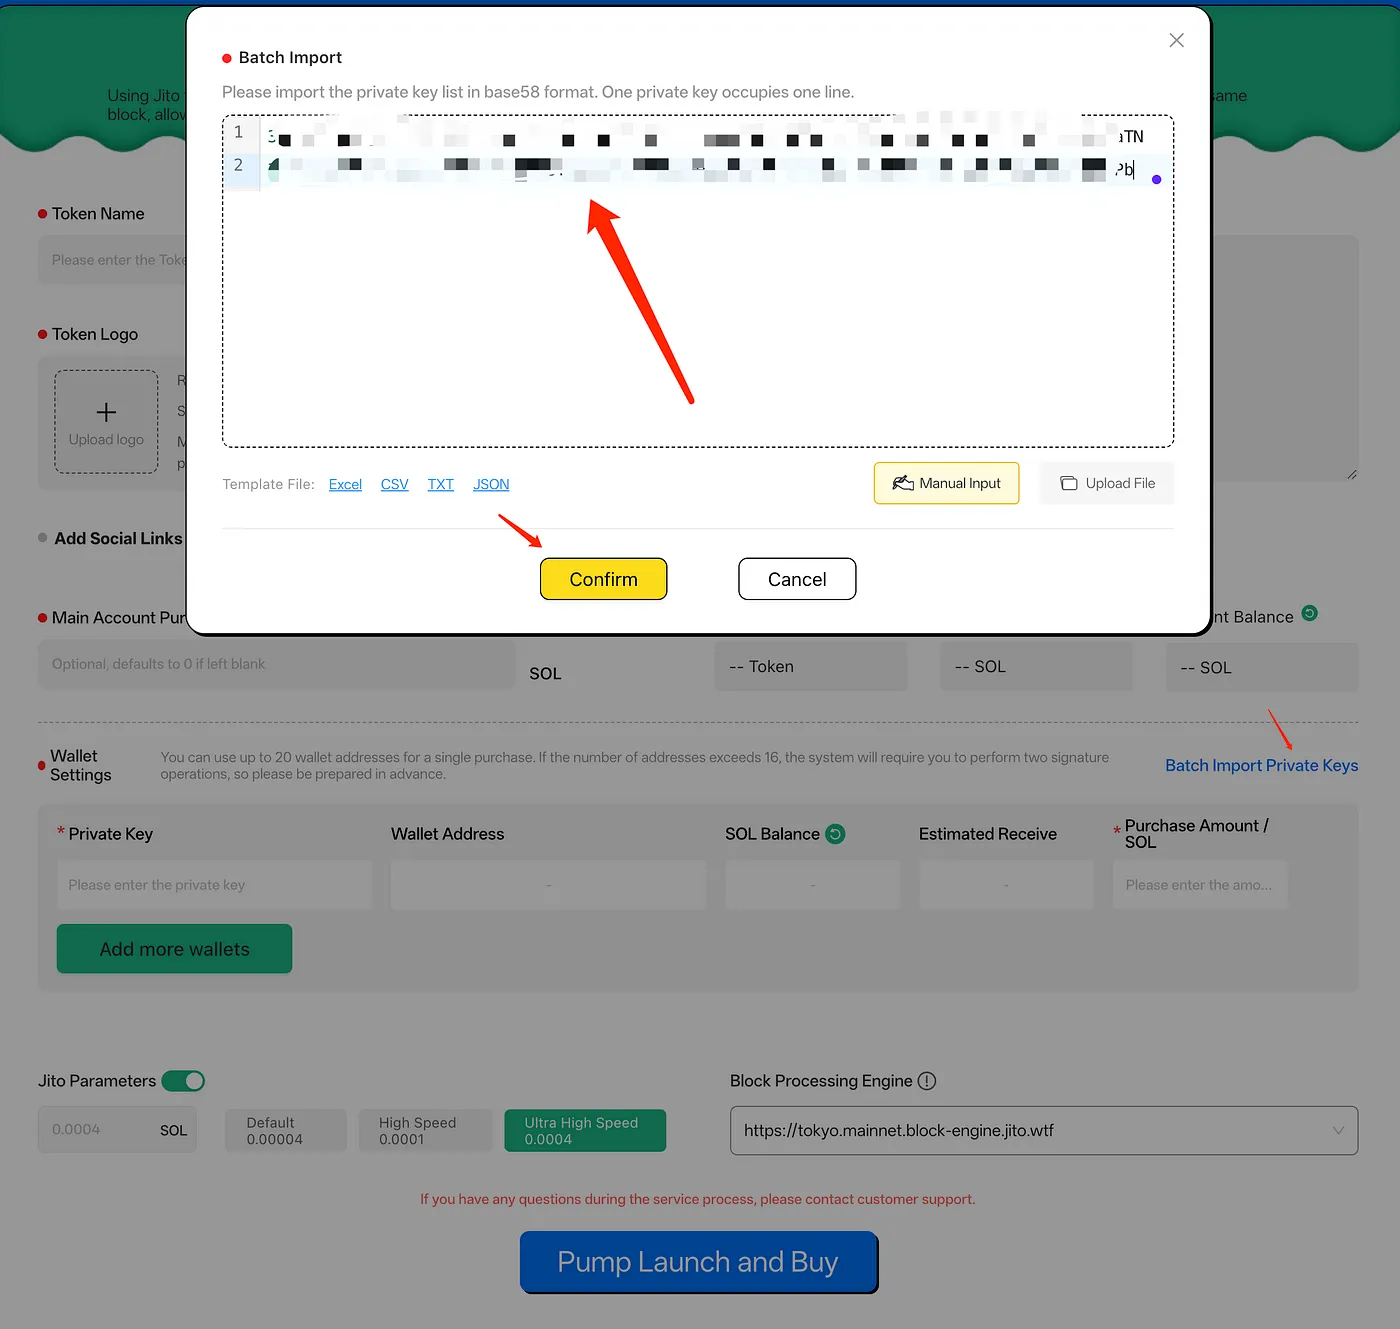 Batch Import
Please import the private key list in base58 format. One private key occupies one line.
Using Jito
same
block, allow
1
aTN
2
Pb
Token Name
Please enter the Toke
Token Logo
Upload logo
Template File: Excel CSV TXT JSON
Manual Input
Upload File
Add Social Links
Confirm
Cancel
Main Account Pur
nt Balance
Optional, defaults to 0 if left blank
SOL
-- Token
-- SOL
-- SOL
Wallet
Settings
You can use up to 20 wallet addresses for a single purchase. If the number of addresses exceeds 16, the system will require you to perform two signature
operations, so please be prepared in advance.
Batch Import Private Keys
* Private Key
Wallet Address
SOL Balance
Estimated Receive
* Purchase Amount /
SOL
Please enter the private key
-
-
-
Please enter the amo...
Add more wallets
Jito Parameters
Block Processing Engine
0.0004
SOL
Default
0.00004
High Speed
0.0001
Ultra High Speed
0.0004
https://tokyo.mainnet.block-engine.jito.wtf
If you have any questions during the service process, please contact customer support.
Pump Launch and Buy